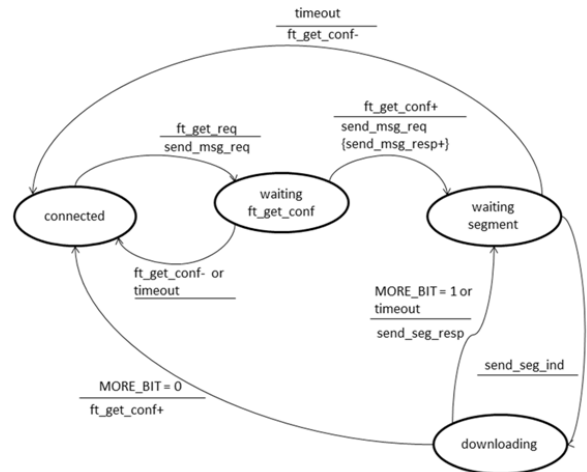 timeout
ft_get_conf-
ft_get_conf+
send_msg_req
{send_msg_resp+}
ft_get_req
send_msg_req
connected
waiting
ft_get_conf
waiting
segment
ft_get_conf- or
timeout
MORE_BIT = 1 or
timeout
send_seg_resp
send_seg_ind
MORE_BIT = 0
ft_get_conf+
downloading